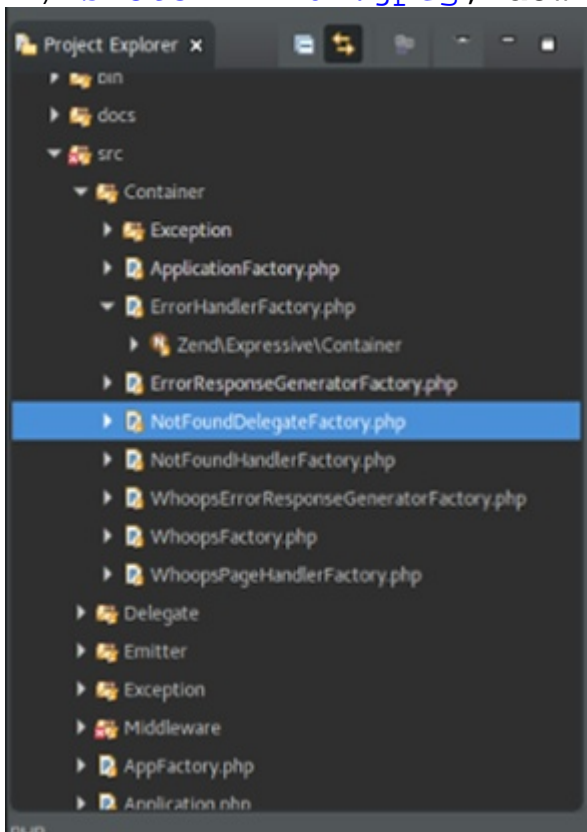 Project Explorer
bin
docs
src
Container
Exception
ApplicationFactory.php
ErrorHandlerFactory.php
Zend\Expressive\Container
ErrorResponseGeneratorFactory.php
NotFoundDelegateFactory.php
NotFoundHandlerFactory.php
WhoopsErrorResponseGeneratorFactory.php
WhoopsFactory.php
WhoopsPageHandlerFactory.php
Delegate
Emitter
Exception
Middleware
AppFactory.php
Application.php